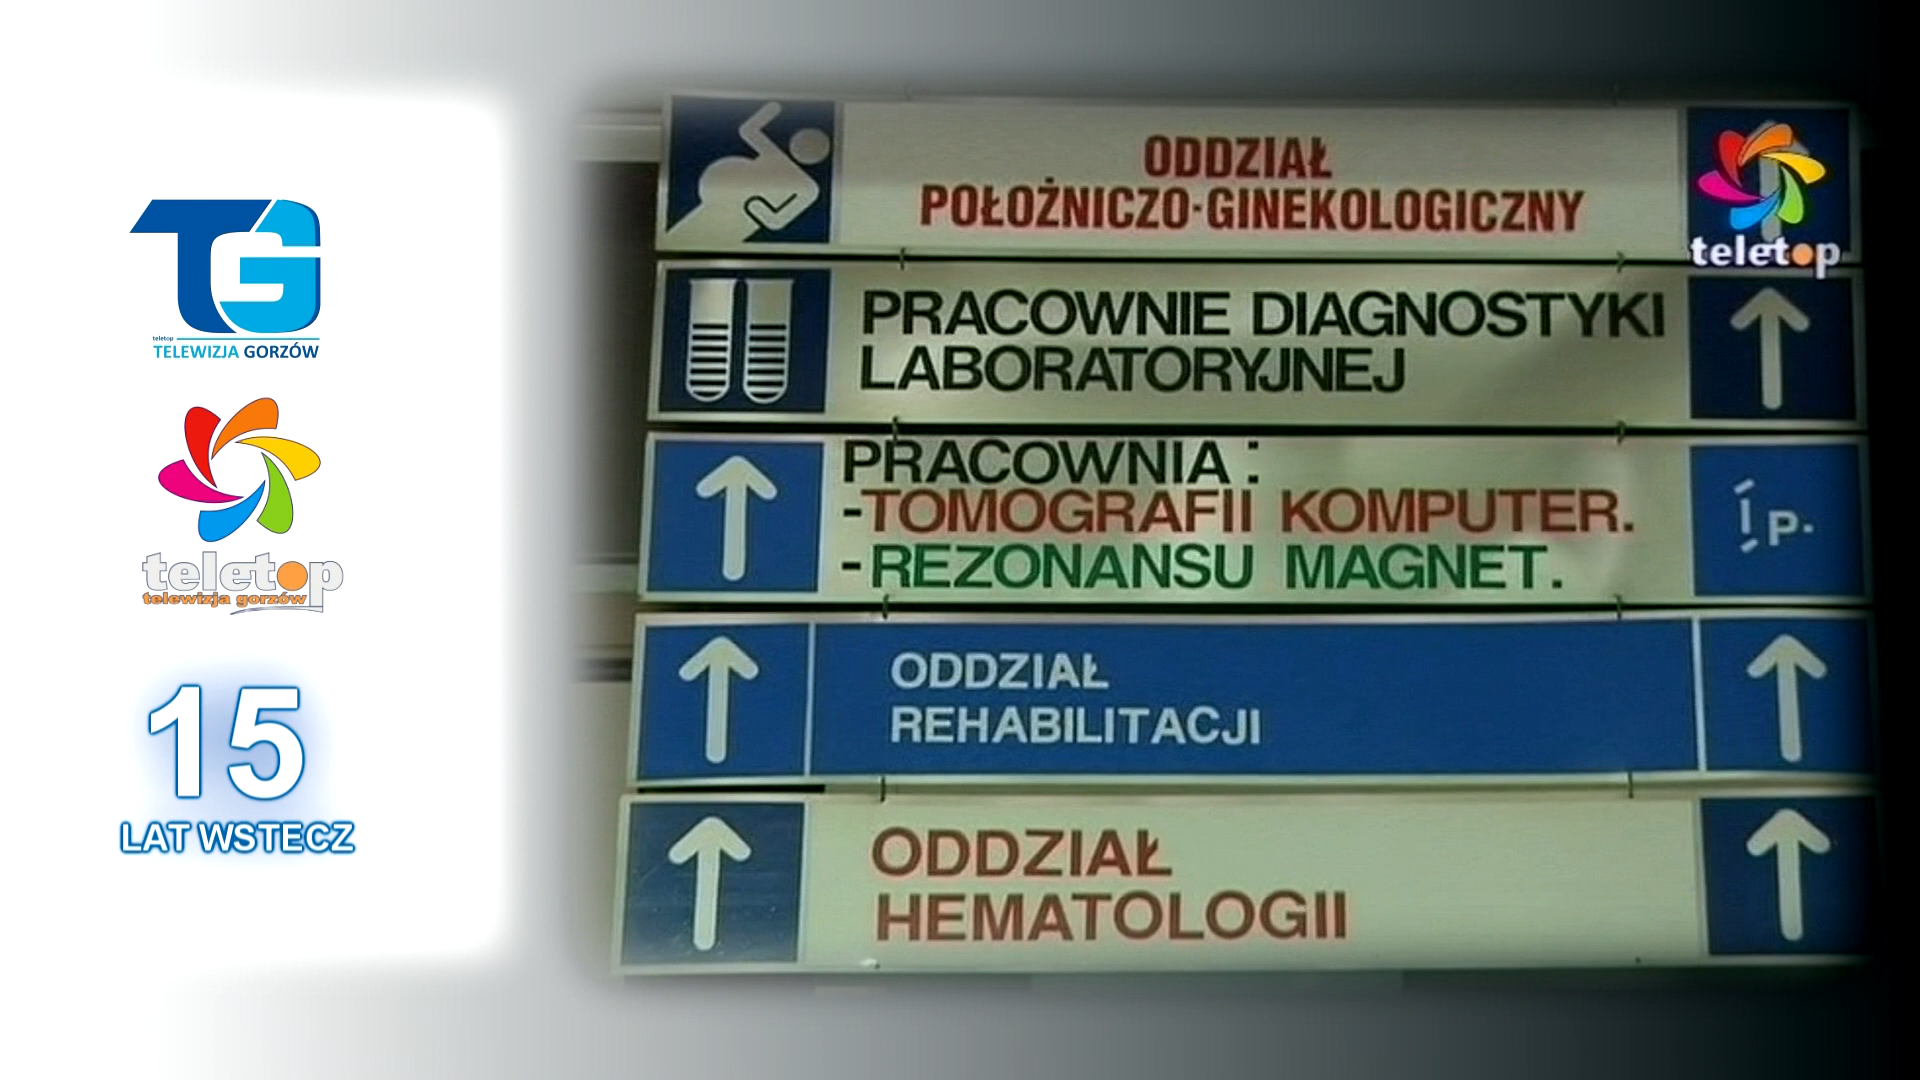 TG
teletop
TELEWIZJA GORZÓW
teletop
telewizja gorzów
15
LAT WSTECZ
ODDZIAŁ
POŁOŻNICZO-GINEKOLOGICZNY
teletop
PRACOWNIE DIAGNOSTYKI
LABORATORYJNEJ
PRACOWNIA :
-TOMOGRAFII KOMPUTER.
-REZONANSU MAGNET.
P.
ODDZIAŁ
REHABILITACJI
ODDZIAŁ
HEMATOLOGII